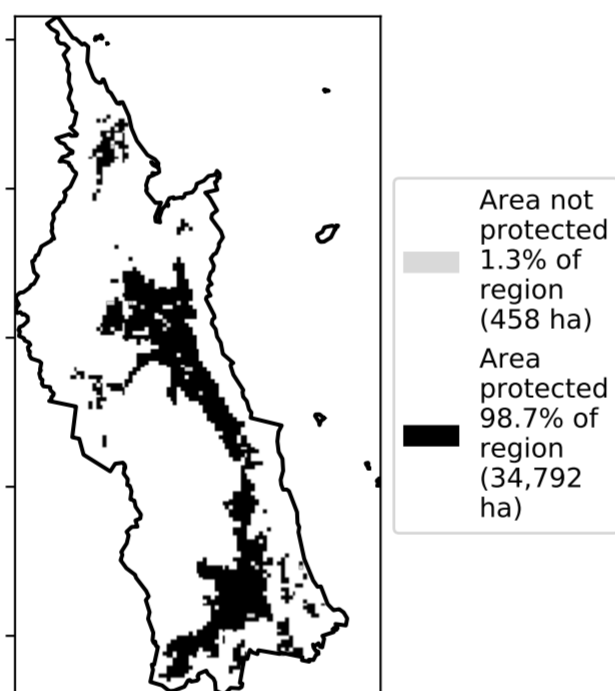 Area not
protected
1.3% of
region
(458 ha)
Area
protected
98.7% of
region
(34,792
ha)